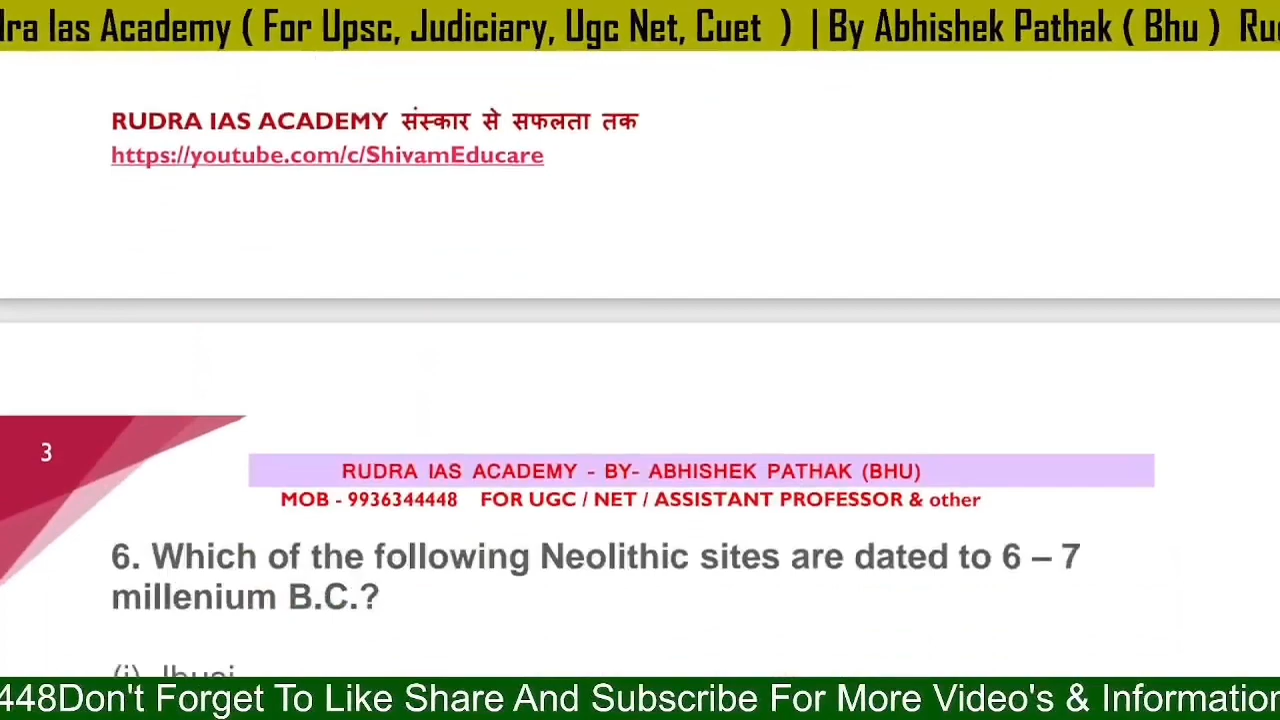 dra Ias Academy ( For Upsc, Judiciary, Ugc Net, Cuet ) | By Abhishek Pathak ( Bhu ) Ru
RUDRA IAS ACADEMY संस्कार से सफलता तक
https://youtube.com/c/ShivamEducare
3
RUDRA IAS ACADEMY - BY- ABHISHEK PATHAK (BHU)
MOB - 9936344448 FOR UGC / NET / ASSISTANT PROFESSOR & other
6. Which of the following Neolithic sites are dated to 6 – 7
millenium B.C.?
(i) Jhusi
448Don't Forget To Like Share And Subscribe For More Video's & Information